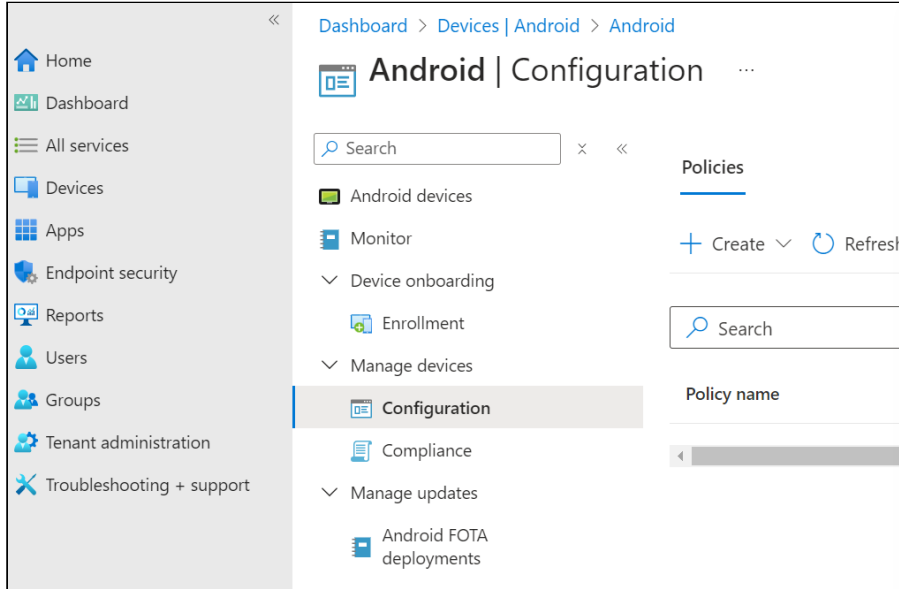 Home
Dashboard
All services
Devices
Apps
Endpoint security
Reports
Users
Groups
Tenant administration
Troubleshooting + support
Dashboard > Devices | Android > Android
Android | Configuration ...
Search
Android devices
Monitor
Device onboarding
Enrollment
Manage devices
Configuration
Compliance
Manage updates
Android FOTA
deployments
Policies
Create Refresh
Search
Policy name